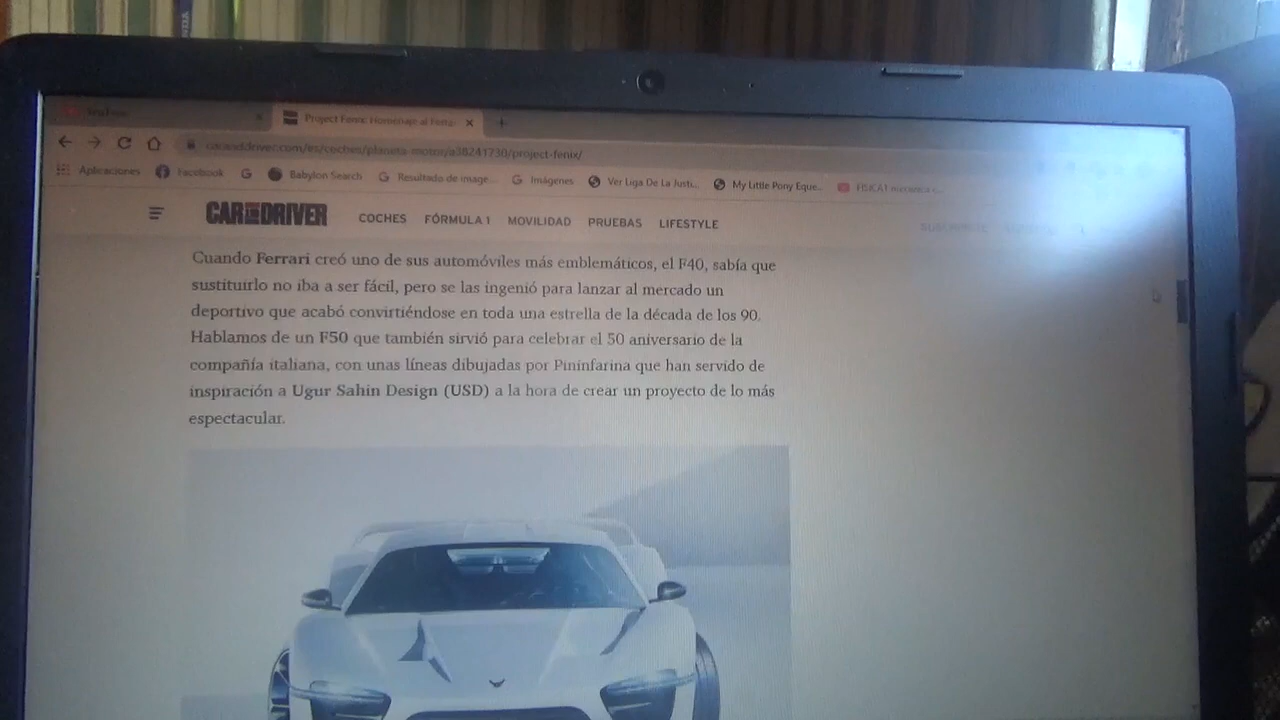 Project Fenix: Homenaje al Ferra
caranddriver.com/es/coches/planeta-motor/a38241730/project-fenix/
Aplicaciones Facebook Babylon Search Resultado de image... Imágenes Ver Liga De La Justi... My Little Pony Eque...
CAR AND DRIVER COCHES FÓRMULA 1 MOVILIDAD PRUEBAS LIFESTYLE
Cuando Ferrari creó uno de sus automóviles más emblemáticos, el F40, sabía que
sustituirlo no iba a ser fácil, pero se las ingenió para lanzar al mercado un
deportivo que acabó convirtiéndose en toda una estrella de la década de los 90.
Hablamos de un F50 que también sirvió para celebrar el 50 aniversario de la
compañía italiana, con unas líneas dibujadas por Pininfarina que han servido de
inspiración a Ugur Sahin Design (USD) a la hora de crear un proyecto de lo más
espectacular.